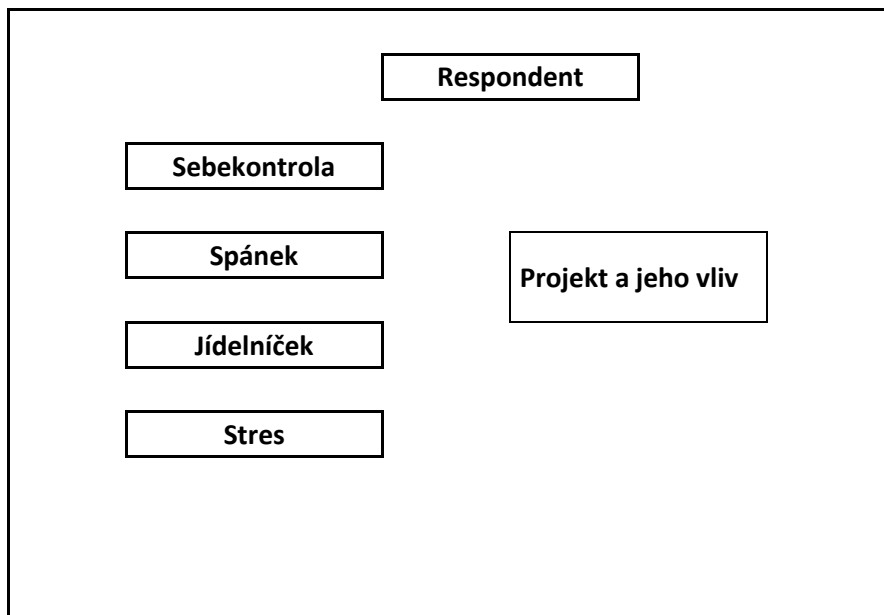 Respondent
Sebekontrola
Spánek
Projekt a jeho vliv
Jídelníček
Stres